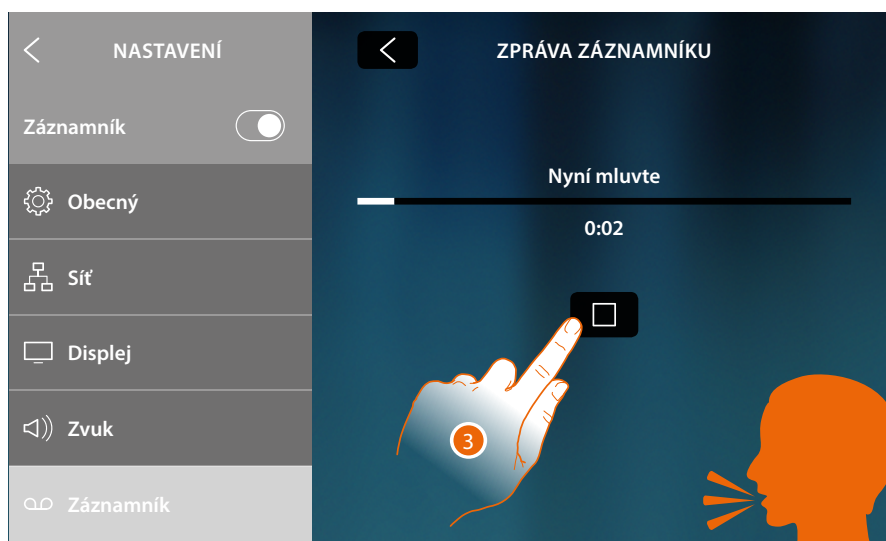 NASTAVENÍ
Záznamník
Obecný
Síť
Displej
Zvuk
Záznamník
ZPRÁVA ZÁZNAMNÍKU
Nyní mluvte
0:02
3